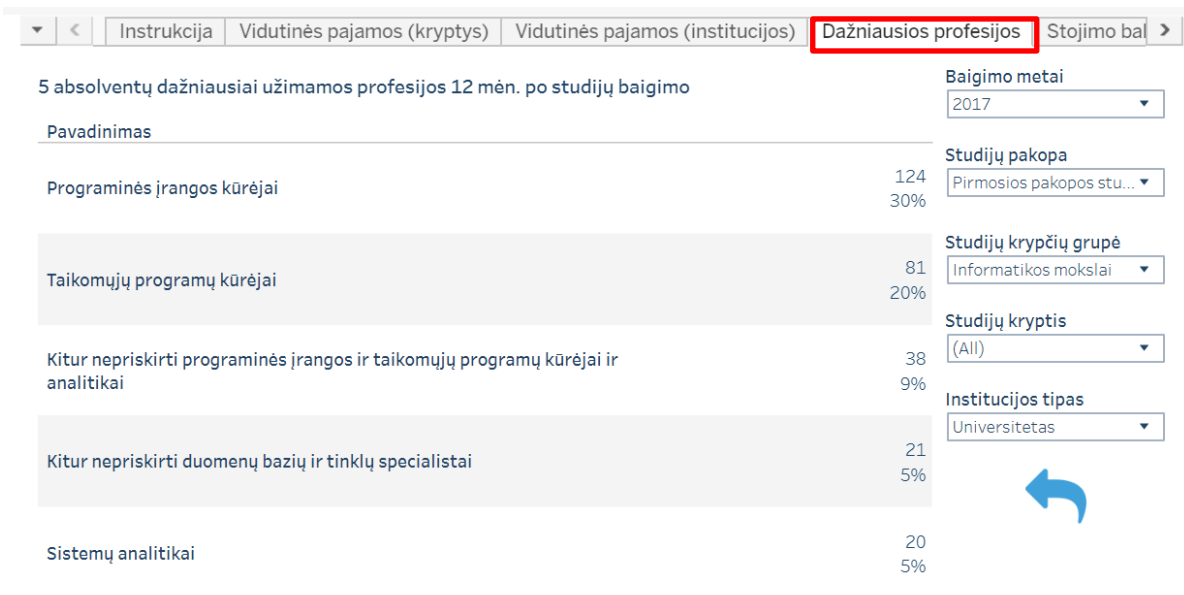 Instrukcija
Vidutinės pajamos (kryptys)
Vidutinės pajamos (institucijos)
Dažniausios profesijos
Stojimo bal
5 absolventų dažniausiai užimamos profesijos 12 mėn. po studijų baigimo
Pavadinimas
Programinės įrangos kūrėjai
124
30%
Taikomųjų programų kūrėjai
81
20%
Kitur nepriskirti programinės įrangos ir taikomųjų programų kūrėjai ir
analitikai
38
9%
Kitur nepriskirti duomenų bazių ir tinklų specialistai
21
5%
Sistemų analitikai
20
5%
Baigimo metai
2017
Studijų pakopa
Pirmosios pakopos stu...
Studijų krypčių grupė
Informatikos mokslai
Studijų kryptis
(All)
Institucijos tipas
Universitetas